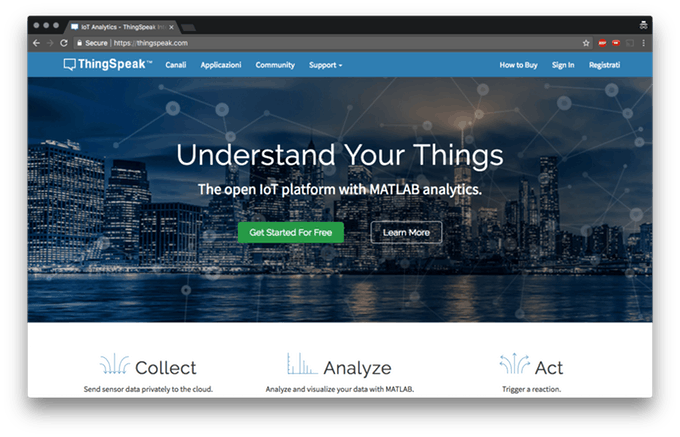 IoT Analytics - ThingSpeak Int
Secure | https://thingspeak.com
ThingSpeak™ Canali Applicazioni Community Support How to Buy Sign In Registrati
Understand Your Things
The open IoT platform with MATLAB analytics.
Get Started For Free Learn More
Collect Analyze Act
Send sensor data privately to the cloud. Analyze and visualize your data with MATLAB. Trigger a reaction.